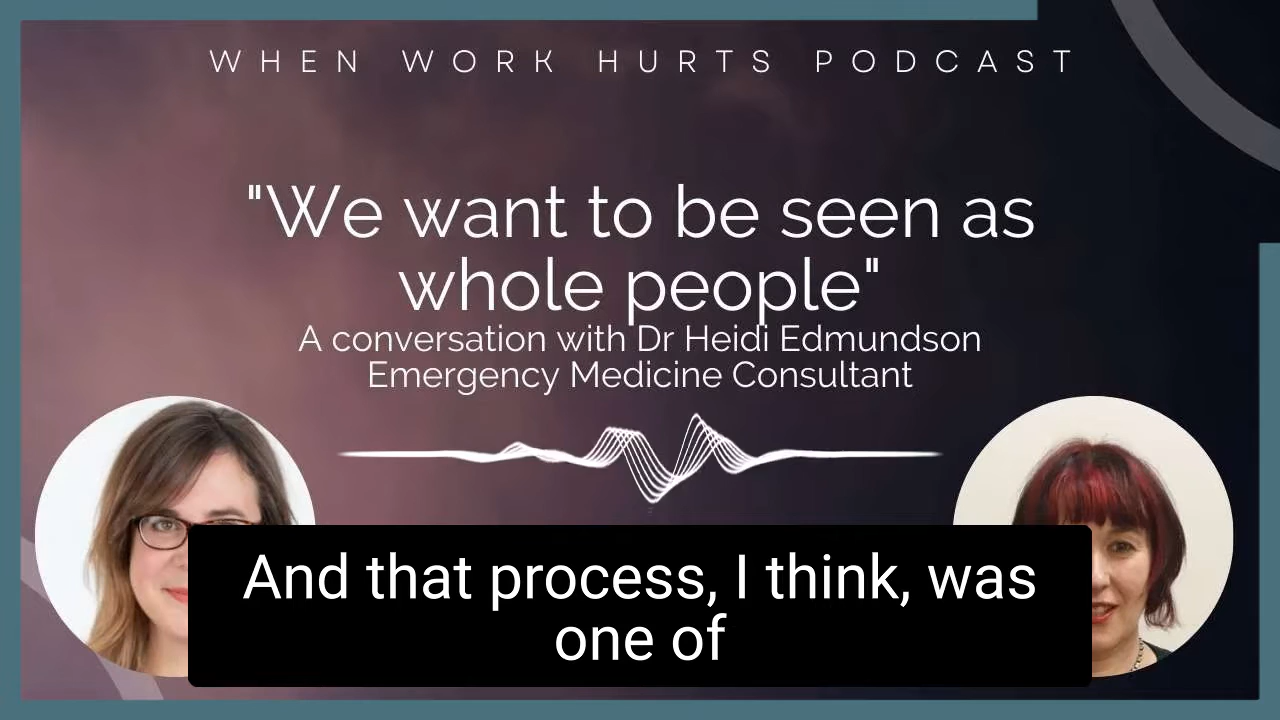 WHEN WORK HURTS PODCAST
"We want to be seen as
whole people"
A conversation with Dr Heidi Edmundson
Emergency Medicine Consultant
And that process, I think, was
one of